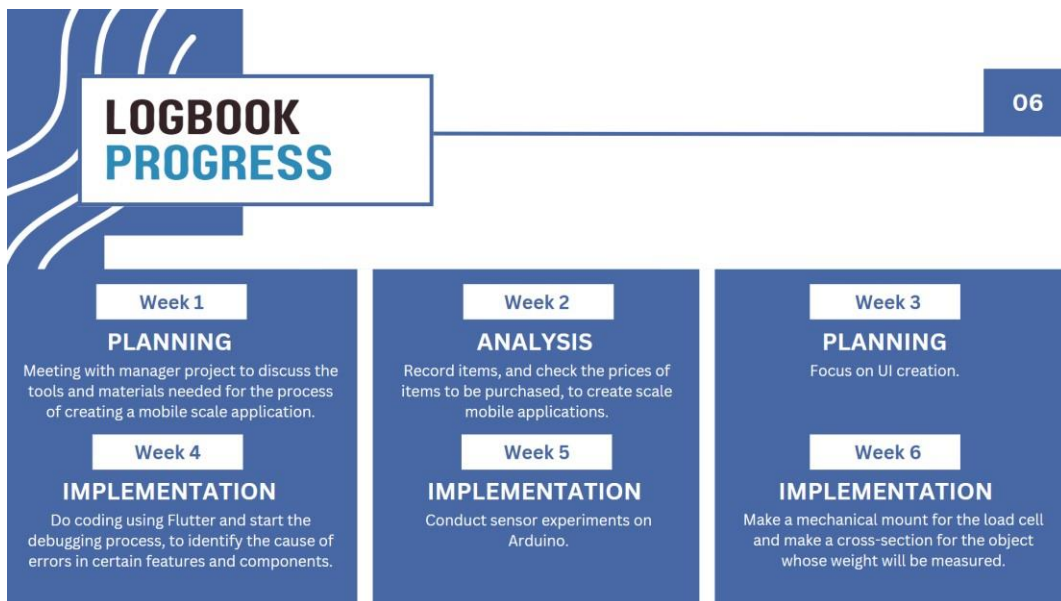 LOGBOOK
PROGRESS
06
Week 1
PLANNING
Meeting with manager project to discuss the
tools and materials needed for the process
of creating a mobile scale application.
Week 2
ANALYSIS
Record items, and check the prices of
items to be purchased, to create scale
mobile applications.
Week 3
PLANNING
Focus on UI creation.
Week 4
IMPLEMENTATION
Do coding using Flutter and start the
debugging process, to identify the cause of
errors in certain features and components.
Week 5
IMPLEMENTATION
Conduct sensor experiments on
Arduino.
Week 6
IMPLEMENTATION
Make a mechanical mount for the load cell
and make a cross-section for the object
whose weight will be measured.